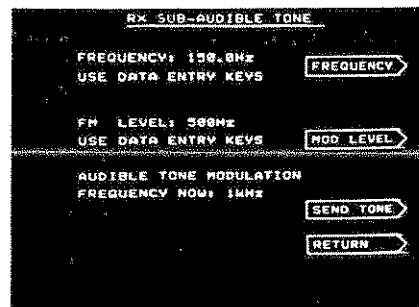 RX SUB-AUDIBLE TONE
FREQUENCY: 150.0Hz
USE DATA ENTRY KEYS
FREQUENCY
FM LEVEL: 500Hz
USE DATA ENTRY KEYS
MOD LEVEL
AUDIBLE TONE MODULATION
FREQUENCY NOW: 1kHz
SEND TONE
RETURN